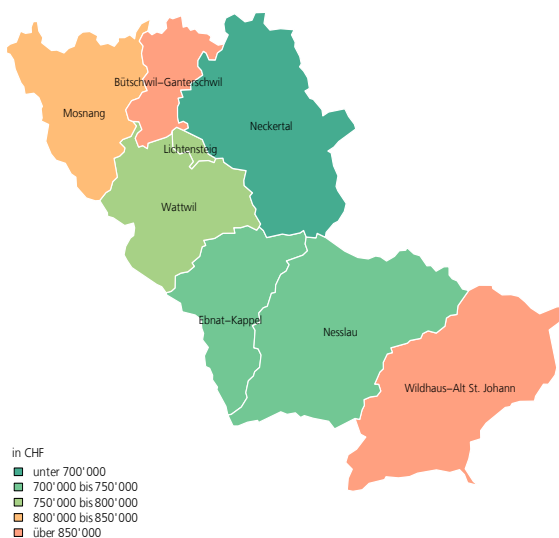 Bütschwil–Ganterschwil
Mosnang
Neckertal
Lichtensteig
Wattwil
Ebnat–Kappel
Nesslau
Wildhaus–Alt St. Johann
in CHF
unter 700'000
700'000 bis 750'000
750'000 bis 800'000
800'000 bis 850'000
über 850'000